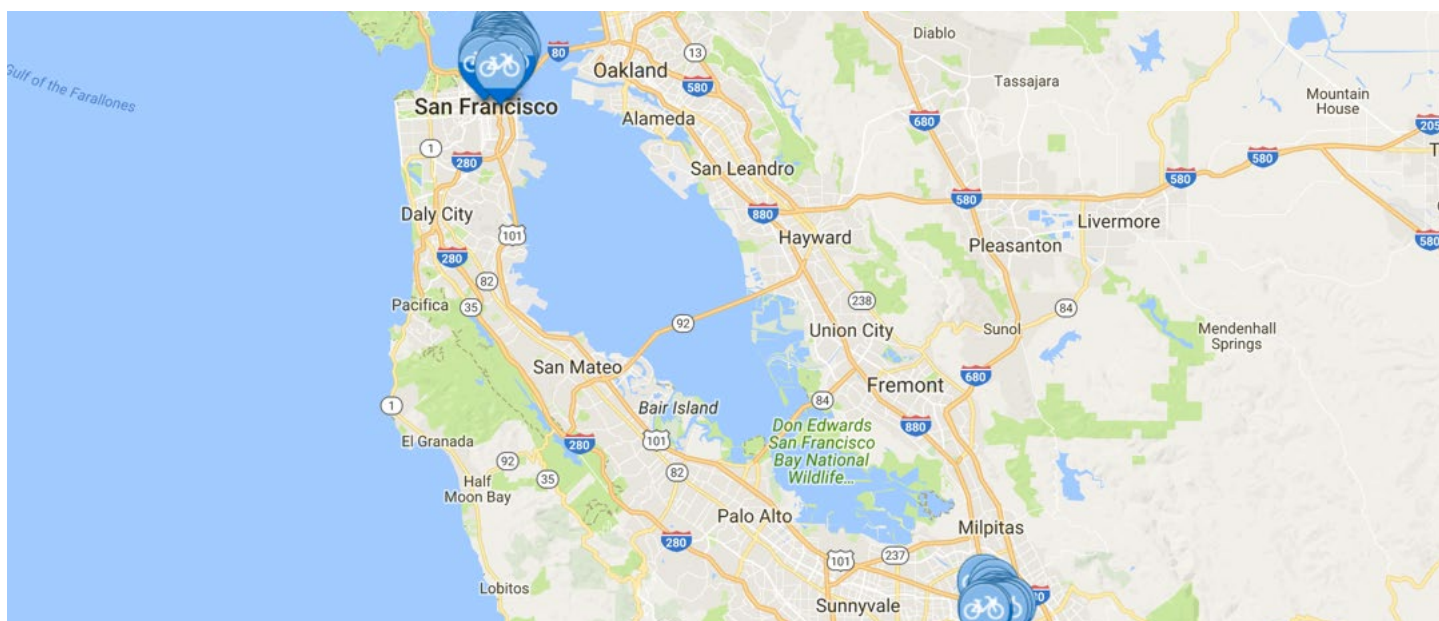 Gulf of the Farallones
80
13
Diablo
Oakland
580
Tassajara
Mountain
House
San Francisco
Alameda
680
205
T
1
280
San Leandro
580
580
580
880
Daly City
Hayward
Pleasanton
Livermore
101
280
580
82
Pacifica
35
238
84
92
Union City
Sunol
Mendenhall
Springs
San Mateo
Fremont
680
1
Bair Island
84
El Granada
280
101
Don Edwards
San Francisco
Bay National
Wildlife...
880
92
35
82
Half
Moon Bay
Palo Alto
Milpitas
280
101
237
Lobitos
Sunnyvale